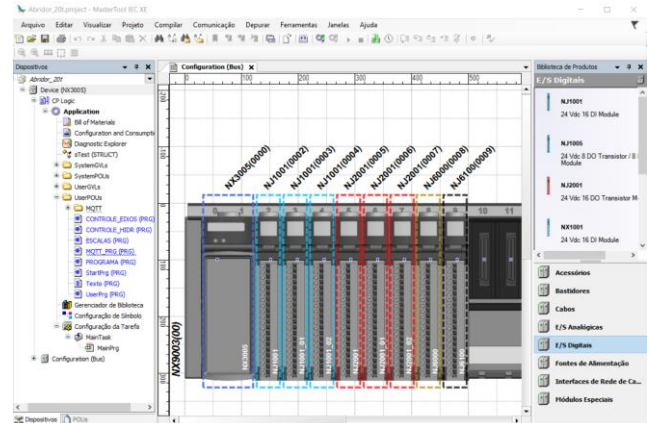 Abridor_20t.project - MasterTool IEC XE
Arquivo Editar Visualizar Projeto Compilar Comunicação Depurar Ferramentas Janelas Ajuda
Dispositivos
Abridor_20t
Device (NX3005)
CP Logic
Application
Bill of Materials
Configuration and Consumpti
Diagnostic Explorer
sTest (STRUCT)
SystemGVLs
SystemPOUs
UserGVLs
UserPOUs
MQTT
CONTROLE_EIXOS (PRG)
CONTROLE_HIDR (PRG)
ESCALAS (PRG)
MQTT_PRG (PRG)
PROGRAMA (PRG)
StartPrg (PRG)
Texto (PRG)
UserPrg (PRG)
Gerenciador de Biblioteca
Configuração de Símbolo
Configuração da Tarefa
MainTask
MainPrg
Configuration (Bus)
Dispositivos POUs
Configuration (Bus)
0 100 200 300 400 500
NX3005(0000)
NJ1001(0002)
NJ1001(0003)
NJ1001(0004)
NJ2001(0005)
NJ2001(0006)
NJ2001(0007)
NJ6000(0008)
NJ6100(0009)
10 11
NX9003(00)
NX3005
NJ1001
NJ1001_01
NJ1001_02
NJ2001
NJ2001_01
NJ2001_02
NJ6000
NJ6100
Biblioteca de Produtos
E/S Digitais
NJ1001
24 Vdc 16 DI Module
NJ1005
24 Vdc 8 DO Transistor / 8
Module
NJ2001
24 Vdc 16 DO Transistor M
NX1001
24 Vdc 16 DI Module
Acessórios
Bastidores
Cabos
E/S Analógicas
E/S Digitais
Fontes de Alimentação
Interfaces de Rede de Ca...
Módulos Especiais